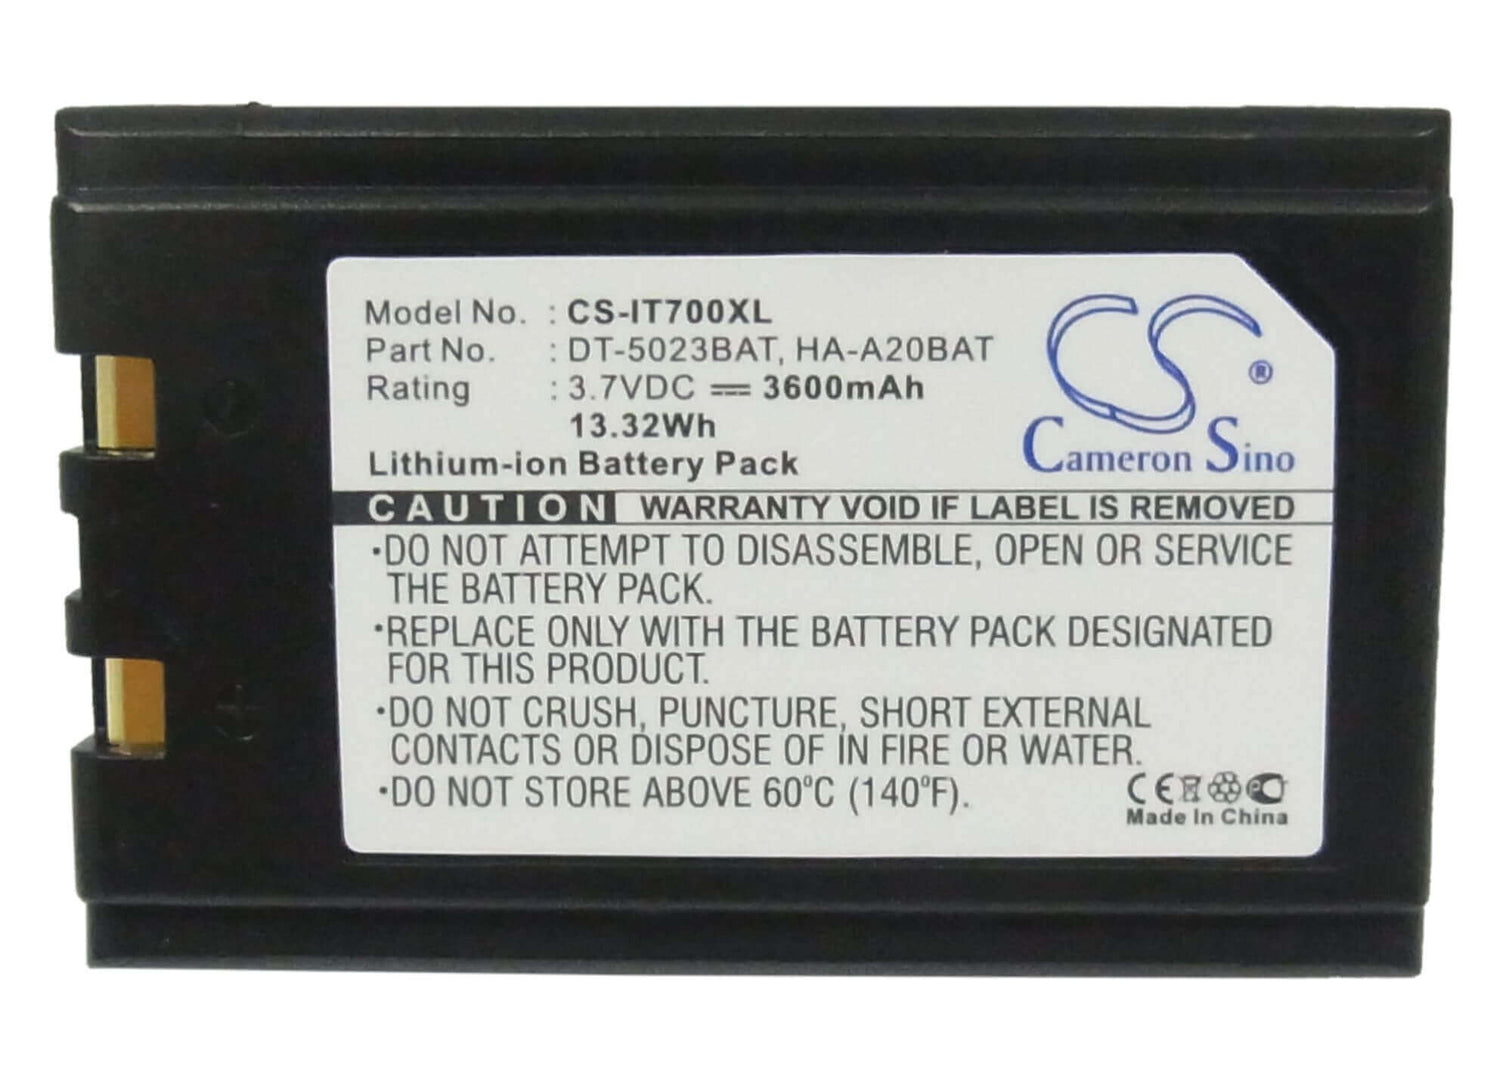 Model No. : CS-IT700XL
Part No. : DT-5023BAT, HA-A20BAT
Rating : 3.7VDC ⎓ 3600mAh
13.32Wh
Lithium-ion Battery Pack
CS ®
Cameron Sino
CAUTION WARRANTY VOID IF LABEL IS REMOVED
·DO NOT ATTEMPT TO DISASSEMBLE, OPEN OR SERVICE
THE BATTERY PACK.
·REPLACE ONLY WITH THE BATTERY PACK DESIGNATED
FOR THIS PRODUCT.
·DO NOT CRUSH, PUNCTURE, SHORT EXTERNAL
CONTACTS OR DISPOSE OF IN FIRE OR WATER.
·DO NOT STORE ABOVE 60°C (140°F).
CE
Made In China